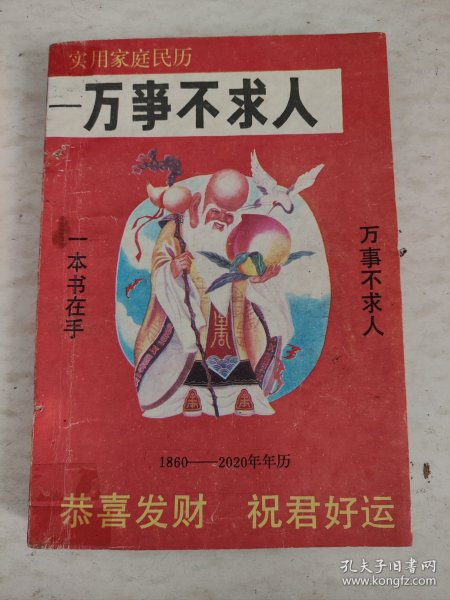 实用家庭民历
—万事不求人
一本书在手
万事不求人
1860——2020年年历
恭喜发财 祝君好运
孔夫子旧书网
www.kongfz.com